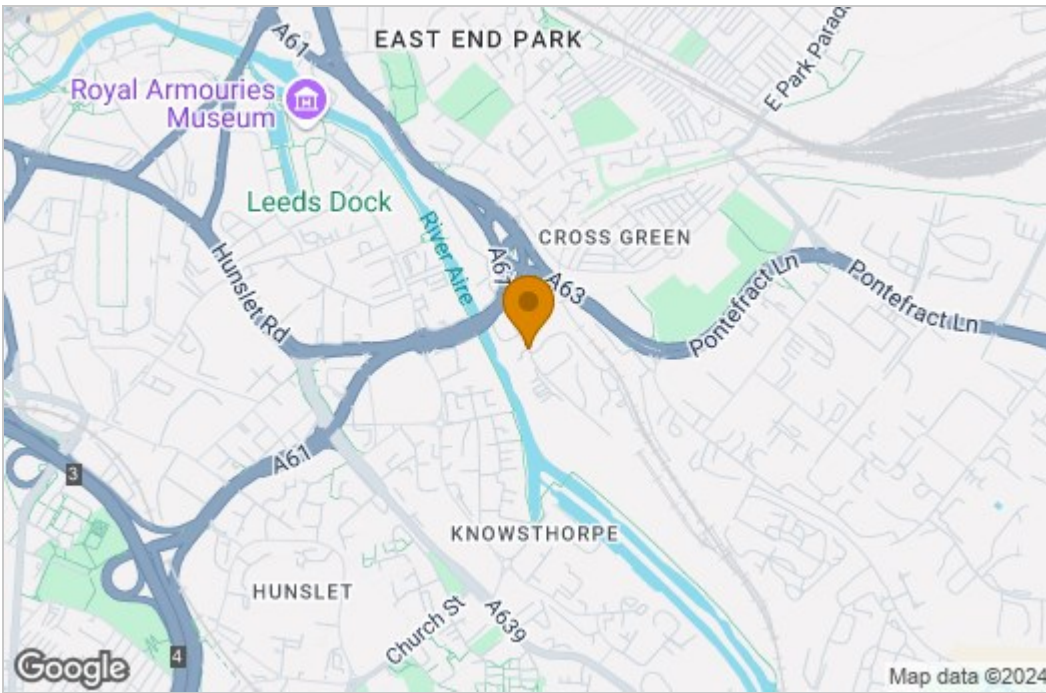 A61
EAST END PARK
E Park Parad
Royal Armouries
Museum
Leeds Dock
River Aire
A61
CROSS GREEN
A63
Hunslet Rd
Pontefract Ln
Pontefract Ln
A61
3
KNOWSTHORPE
HUNSLET
Church St
A639
4
Google
Map data ©2024